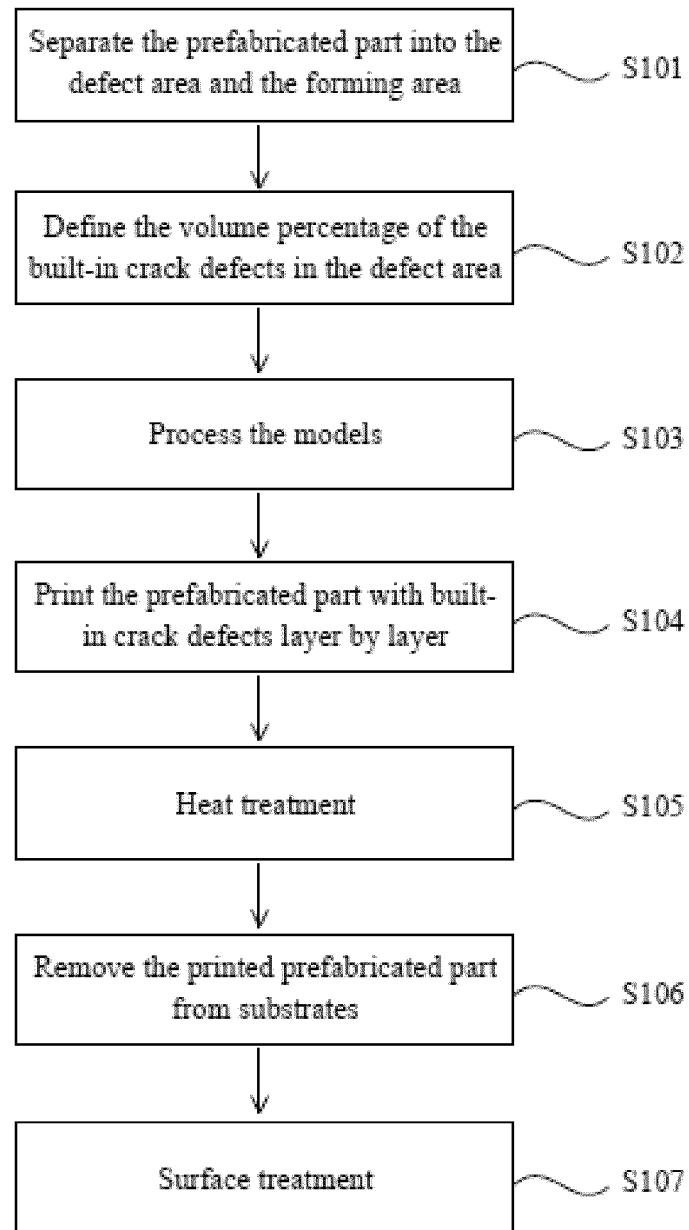 Separate the prefabricated part into the
defect area and the forming area
S101
Define the volume percentage of the
built-in crack defects in the defect area
S102
Process the models
S103
Print the prefabricated part with built-
in crack defects layer by layer
S104
Heat treatment
S105
Remove the printed prefabricated part
from substrates
S106
Surface treatment
S107